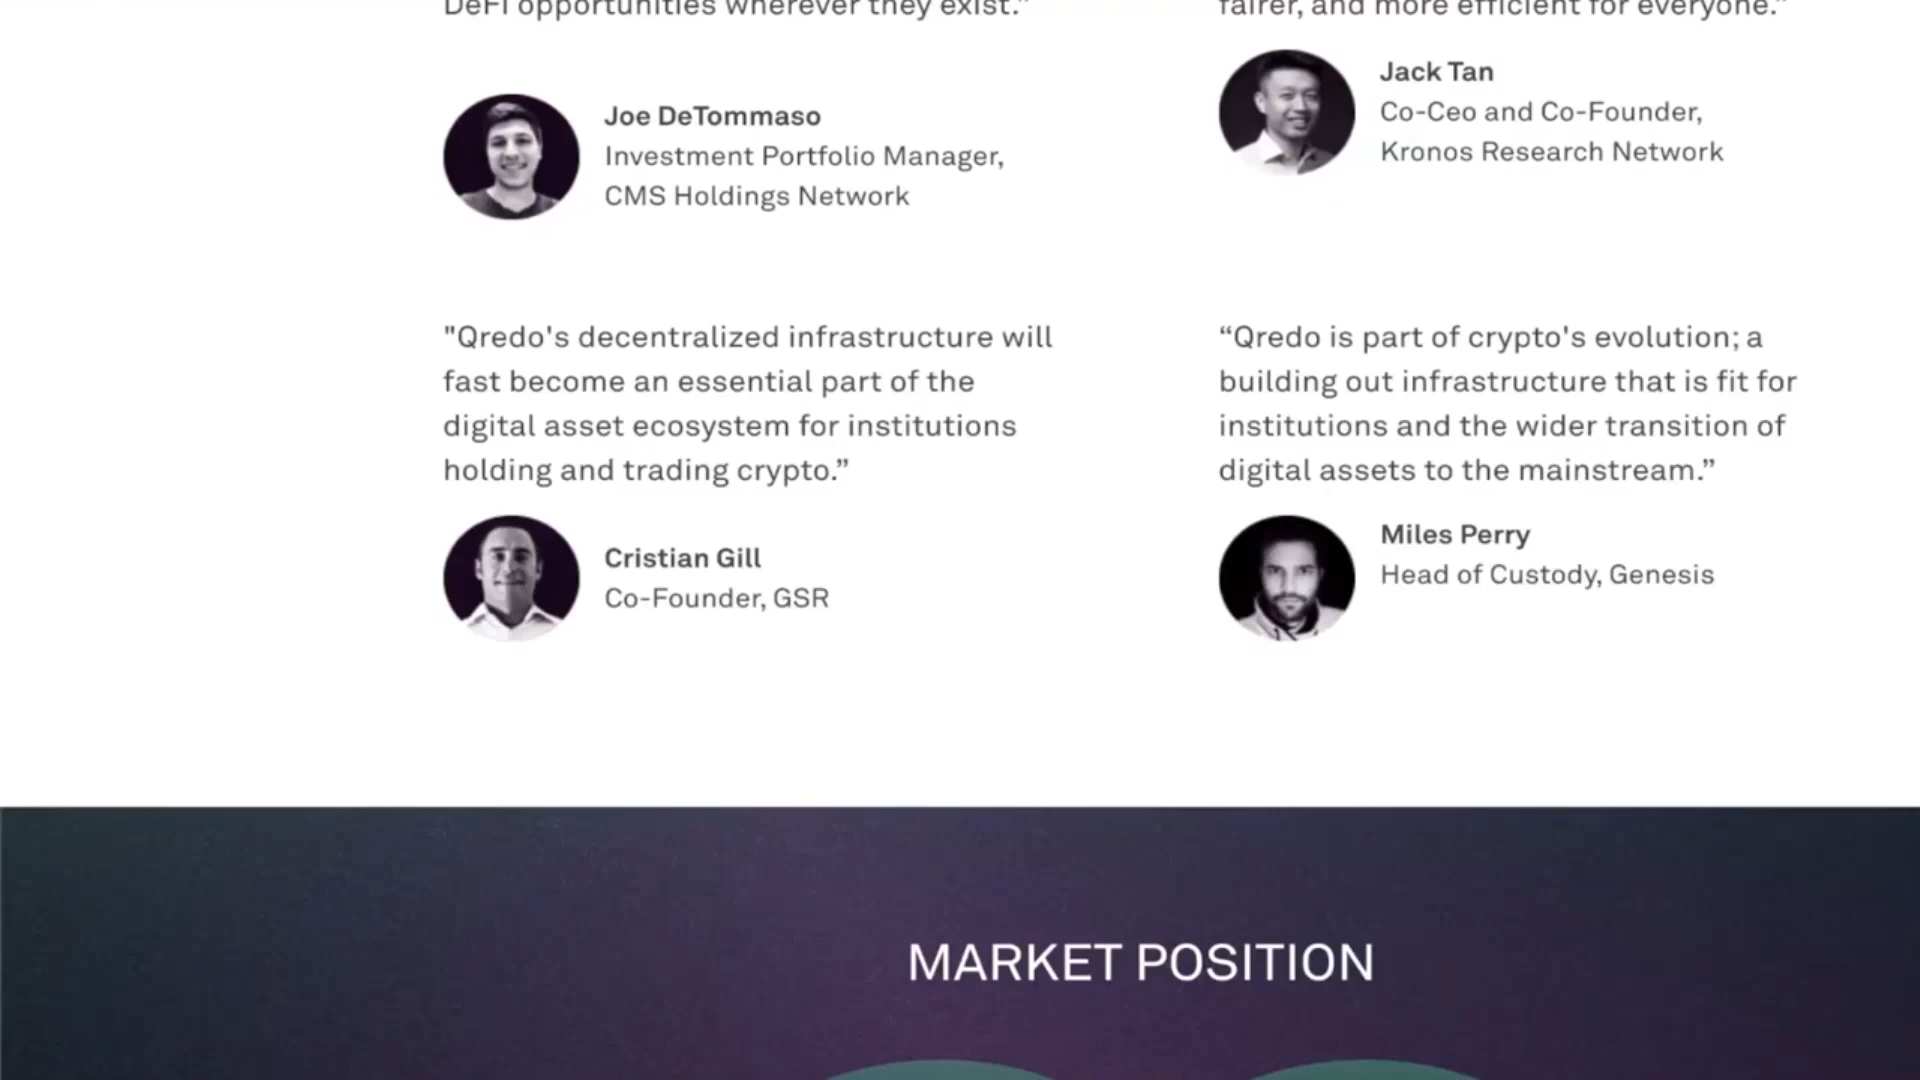 DeFi opportunities wherever they exist."
fairer, and more efficient for everyone."
Joe DeTommaso
Investment Portfolio Manager,
CMS Holdings Network
Jack Tan
Co-Ceo and Co-Founder,
Kronos Research Network
"Qredo's decentralized infrastructure will
fast become an essential part of the
digital asset ecosystem for institutions
holding and trading crypto.”
Cristian Gill
Co-Founder, GSR
“Qredo is part of crypto's evolution; a
building out infrastructure that is fit for
institutions and the wider transition of
digital assets to the mainstream.”
Miles Perry
Head of Custody, Genesis
MARKET POSITION